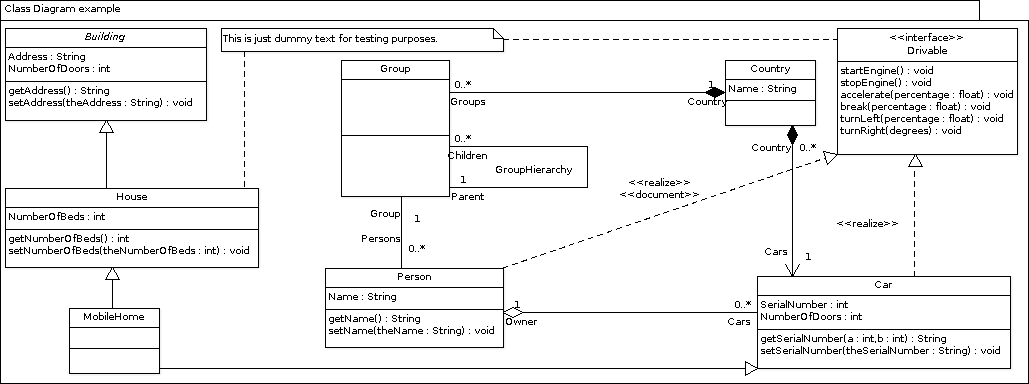 Class Diagram example
Building
Address : String
NumberOfDoors : int
getAddress() : String
setAddress(theAddress : String) : void
This is just dummy text for testing purposes.
<<interface>>
Drivable
startEngine() : void
stopEngine() : void
accelerate(percentage : float) : void
break(percentage : float) : void
turnLeft(percentage : float) : void
turnRight(degrees) : void
Group
0..*
Groups
1
Country
Country
Name : String
0..*
Children
GroupHierarchy
1
Parent
Country
0..*
<<realize>>
<<document>>
<<realize>>
House
NumberOfBeds : int
getNumberOfBeds() : int
setNumberOfBeds(theNumberOfBeds : int) : void
Group
1
Persons
0..*
Cars
1
Person
Name : String
getName() : String
setName(theName : String) : void
1
Owner
0..*
Cars
Car
SerialNumber : int
NumberOfDoors : int
getSerialNumber(a : int,b : int) : String
setSerialNumber(theSerialNumber : String) : void
MobileHome